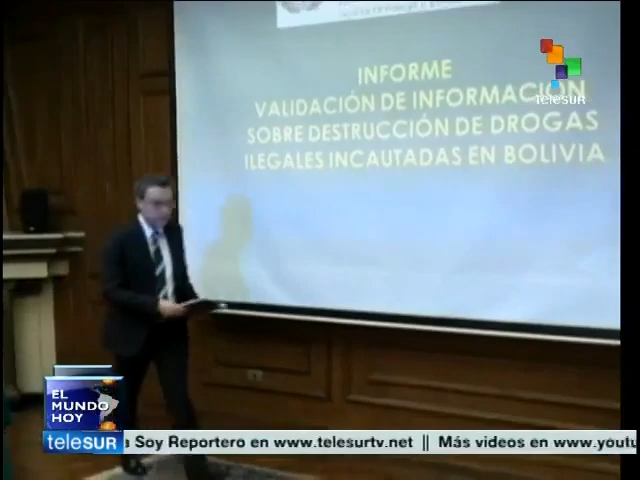 INFORME
VALIDACIÓN DE INFORMACIÓN
SOBRE DESTRUCCIÓN DE DROGAS
ILEGALES INCAUTADAS EN BOLIVIA
teleSUR
EL
MUNDO
HOY
teleSUR
a Soy Reportero en www.telesurtv.net || Más videos en www.youtu